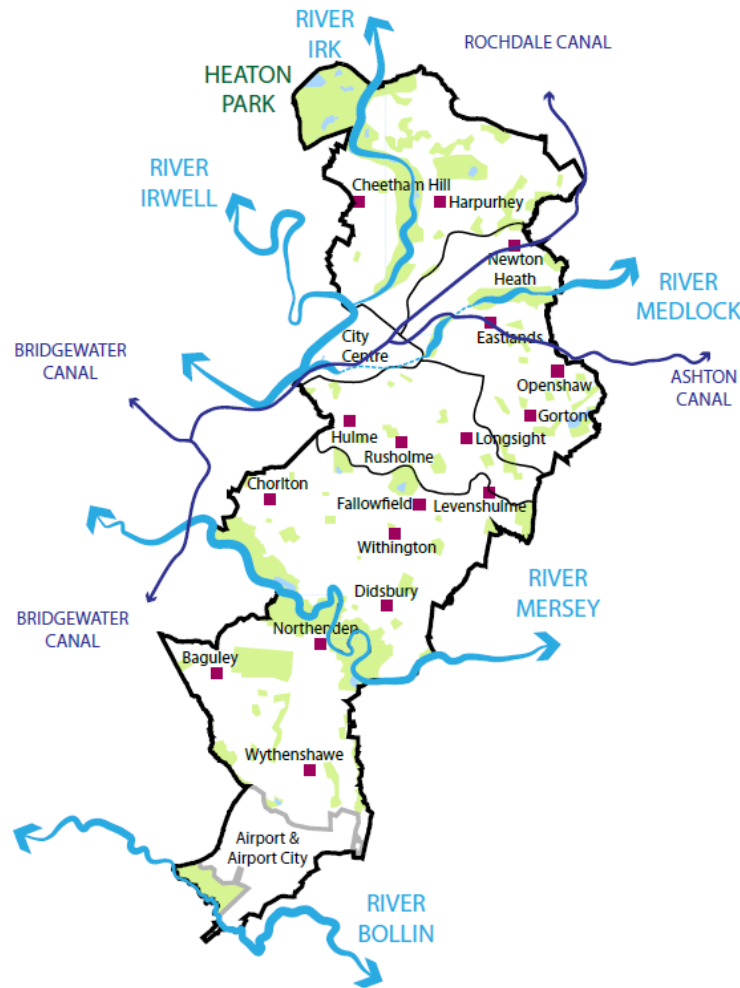 RIVER
IRK
ROCHDALE CANAL
HEATON
PARK
RIVER
IRWELL
Cheetham Hill
Harpurhey
Newton
Heath
RIVER
MEDLOCK
City
Centre
Eastlands
BRIDGEWATER
CANAL
Openshaw
ASHTON
CANAL
Gorton
Hulme
Longsight
Rusholme
Chorlton
Fallowfield
Levenshulme
Withington
RIVER
MERSEY
Didsbury
BRIDGEWATER
CANAL
Northenden
Baguley
Wythenshawe
Airport &
Airport City
RIVER
BOLLIN